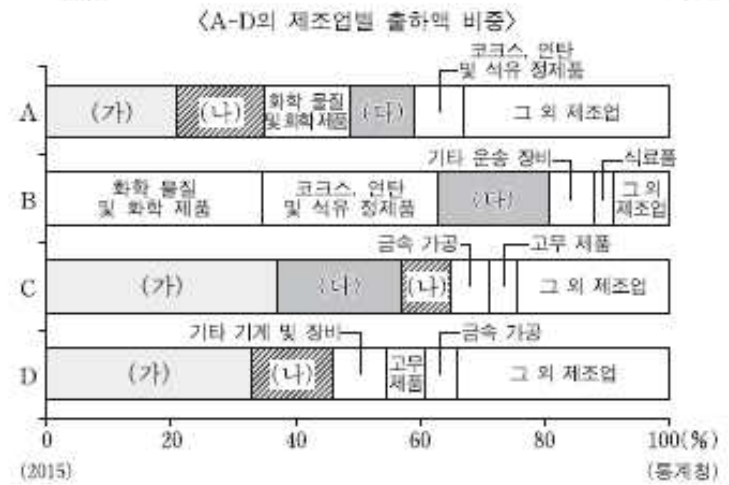 〈A-D의 제조업별 출하액 비중〉
코크스, 연탄
및 석유 정제품
A
(가)
(나)
화학 물질
및 화학 제품
(다)
그 외 제조업
기타 운송 장비
식료품
B
화학 물질
및 화학 제품
코크스, 연탄
및 석유 정제품
(다)
그 외
제조업
금속 가공
고무 제품
C
(가)
(다)
(나)
그 외 제조업
기타 기계 및 장비
금속 가공
D
(가)
(나)
고무
제품
그 외 제조업
0 20 40 60 80 100(%)
(2015) (통계청)